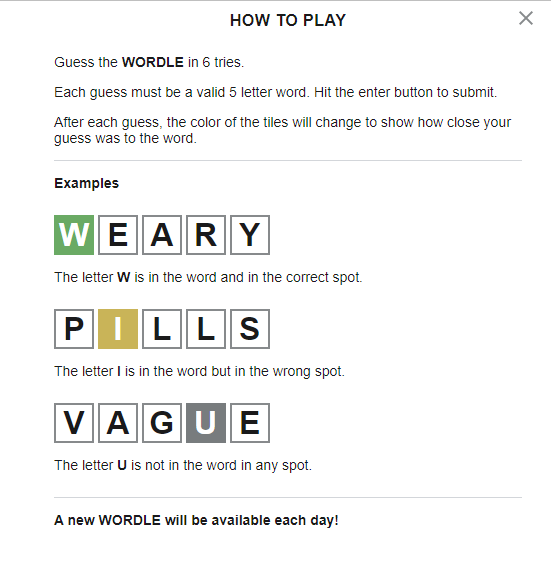 HOW TO PLAY
Guess the WORDLE in 6 tries.
Each guess must be a valid 5 letter word. Hit the enter button to submit.
After each guess, the color of the tiles will change to show how close your
guess was to the word.
Examples
WEARY
The letter W is in the word and in the correct spot.
PILLS
The letter I is in the word but in the wrong spot.
VAGUE
The letter U is not in the word in any spot.
A new WORDLE will be available each day!